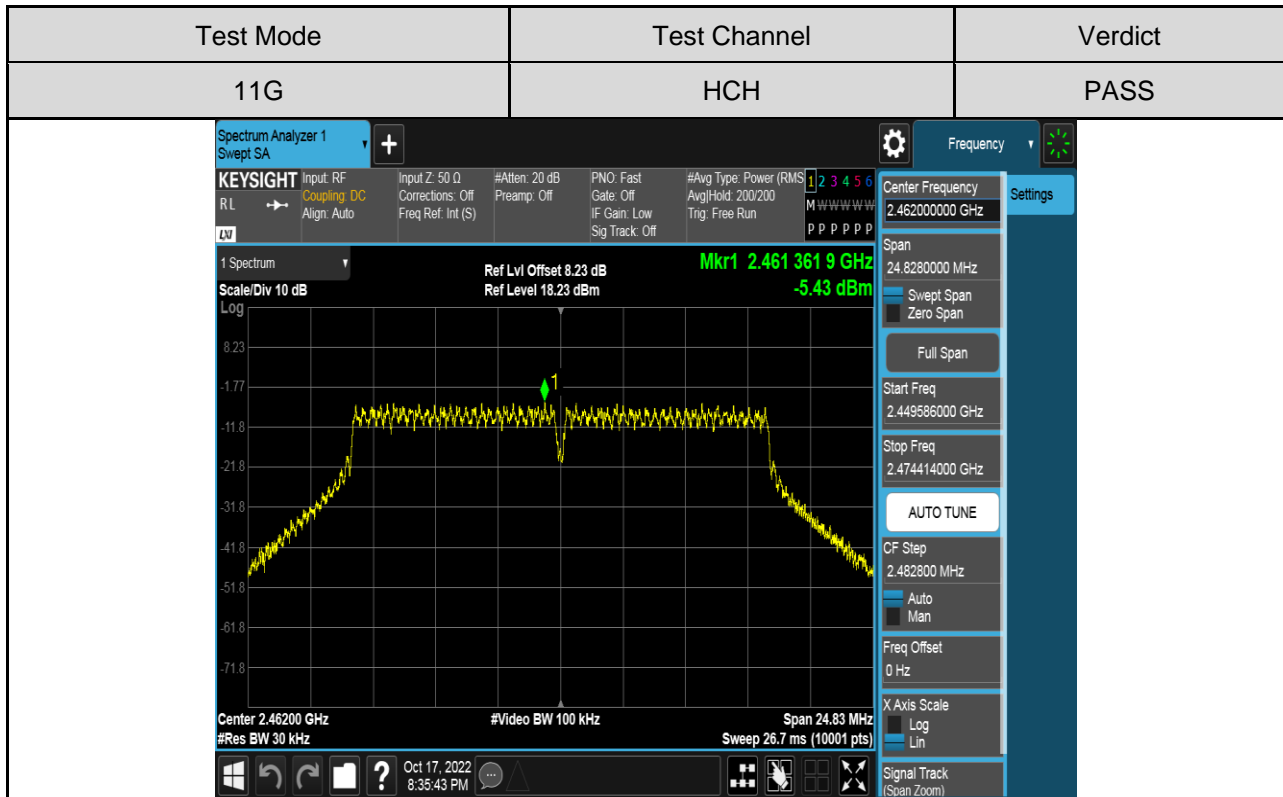 Test Mode Test Channel Verdict
11G HCH PASS
Spectrum Analyzer 1
Swept SA
+
Frequency
KEYSIGHT
RL
LXI
Input: RF
Coupling: DC
Align: Auto
Input Z: 50 Ω
Corrections: Off
Freq Ref: Int (S)
#Atten: 20 dB
Preamp: Off
PNO: Fast
Gate: Off
IF Gain: Low
Sig Track: Off
#Avg Type: Power (RMS
Avg|Hold: 200/200
Trig: Free Run
1 2 3 4 5 6
M W W W W W
P P P P P P
1 Spectrum
Scale/Div 10 dB
Ref Lvl Offset 8.23 dB
Ref Level 18.23 dBm
Mkr1 2.461 361 9 GHz
-5.43 dBm
Log
8.23
-1.77
-11.8
-21.8
-31.8
-41.8
-51.8
-61.8
-71.8
1
Center 2.46200 GHz
#Res BW 30 kHz
#Video BW 100 kHz
Span 24.83 MHz
Sweep 26.7 ms (10001 pts)
Center Frequency
2.462000000 GHz
Settings
Span
24.8280000 MHz
Swept Span
Zero Span
Full Span
Start Freq
2.449586000 GHz
Stop Freq
2.474414000 GHz
AUTO TUNE
CF Step
2.482800 MHz
Auto
Man
Freq Offset
0 Hz
X Axis Scale
Log
Lin
Signal Track
(Span Zoom)
?
Oct 17, 2022
8:35:43 PM